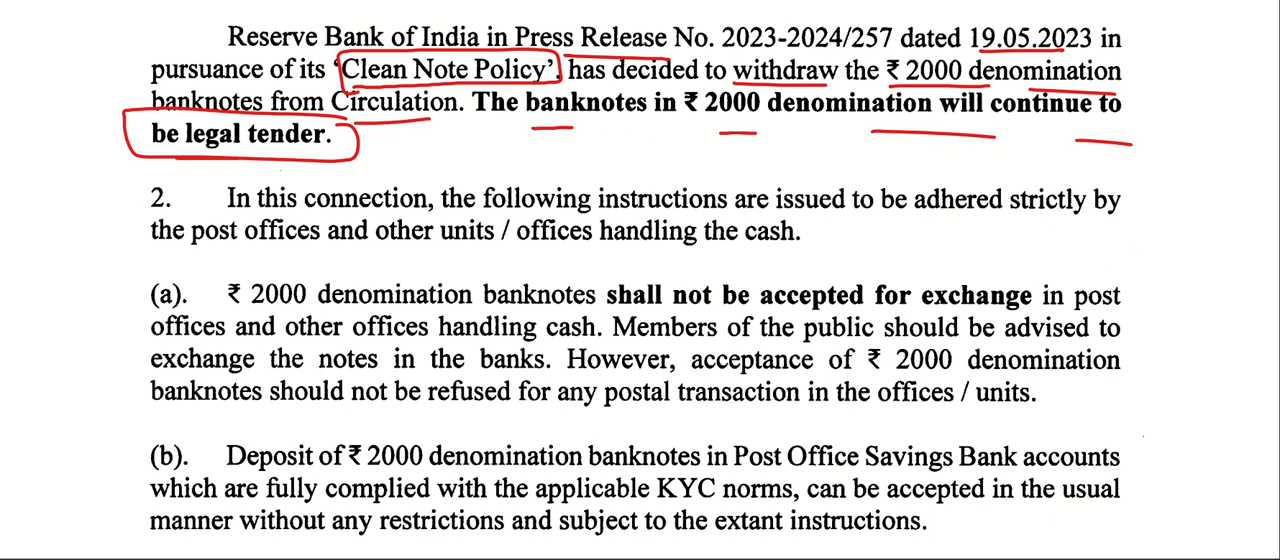 Reserve Bank of India in Press Release No. 2023-2024/257 dated 19.05.2023 in
pursuance of its 'Clean Note Policy', has decided to withdraw the ₹ 2000 denomination
banknotes from Circulation. The banknotes in ₹ 2000 denomination will continue to
be legal tender.
2. In this connection, the following instructions are issued to be adhered strictly by
the post offices and other units / offices handling the cash.
(a). ₹ 2000 denomination banknotes shall not be accepted for exchange in post
offices and other offices handling cash. Members of the public should be advised to
exchange the notes in the banks. However, acceptance of ₹ 2000 denomination
banknotes should not be refused for any postal transaction in the offices / units.
(b). Deposit of ₹ 2000 denomination banknotes in Post Office Savings Bank accounts
which are fully complied with the applicable KYC norms, can be accepted in the usual
manner without any restrictions and subject to the extant instructions.